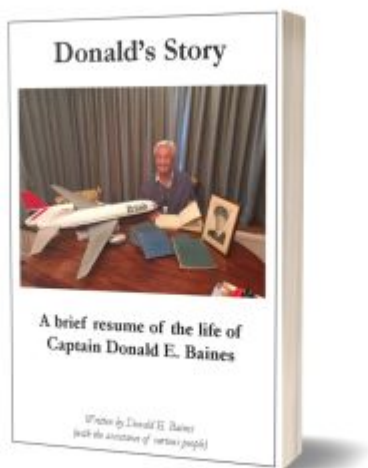 Donald's Story
British
A brief resume of the life of
Captain Donald E. Baines
Written by Donald E. Baines
(with the assistance of various people)